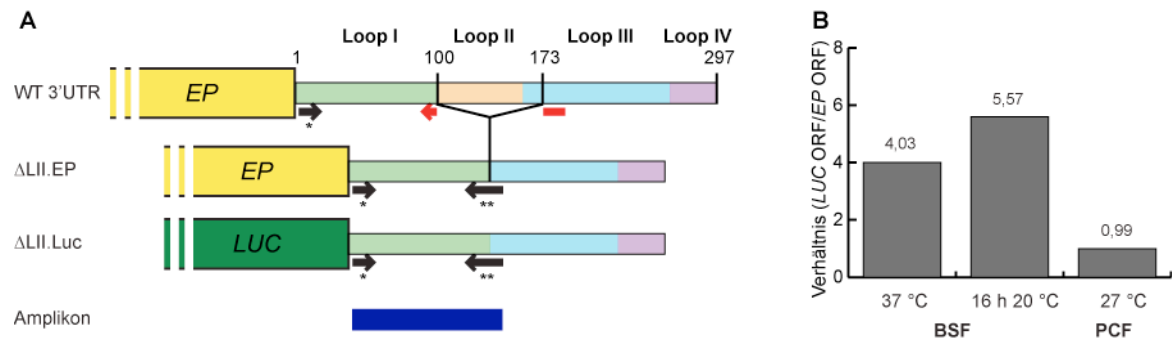 A
Loop I Loop II Loop III Loop IV
1 100 173 297
WT 3'UTR EP
*
ΔLII.EP EP
* **
ΔLII.Luc LUC
* **
Amplikon
B
Verhältnis (LUC ORF/EP ORF)
8
6
4
2
0
4,03
5,57
0,99
37 °C 16 h 20 °C 27 °C
BSF PCF